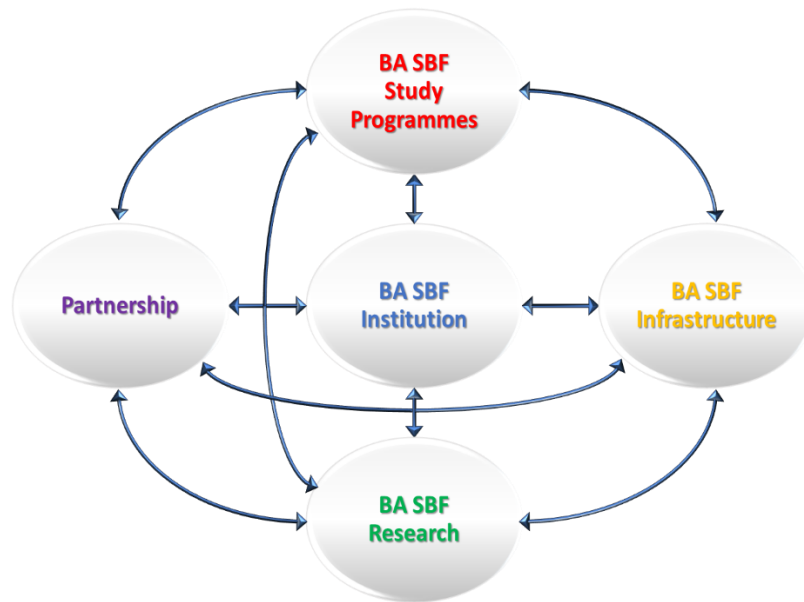 BA SBF
Study
Programmes
Partnership
BA SBF
Institution
BA SBF
Infrastructure
BA SBF
Research